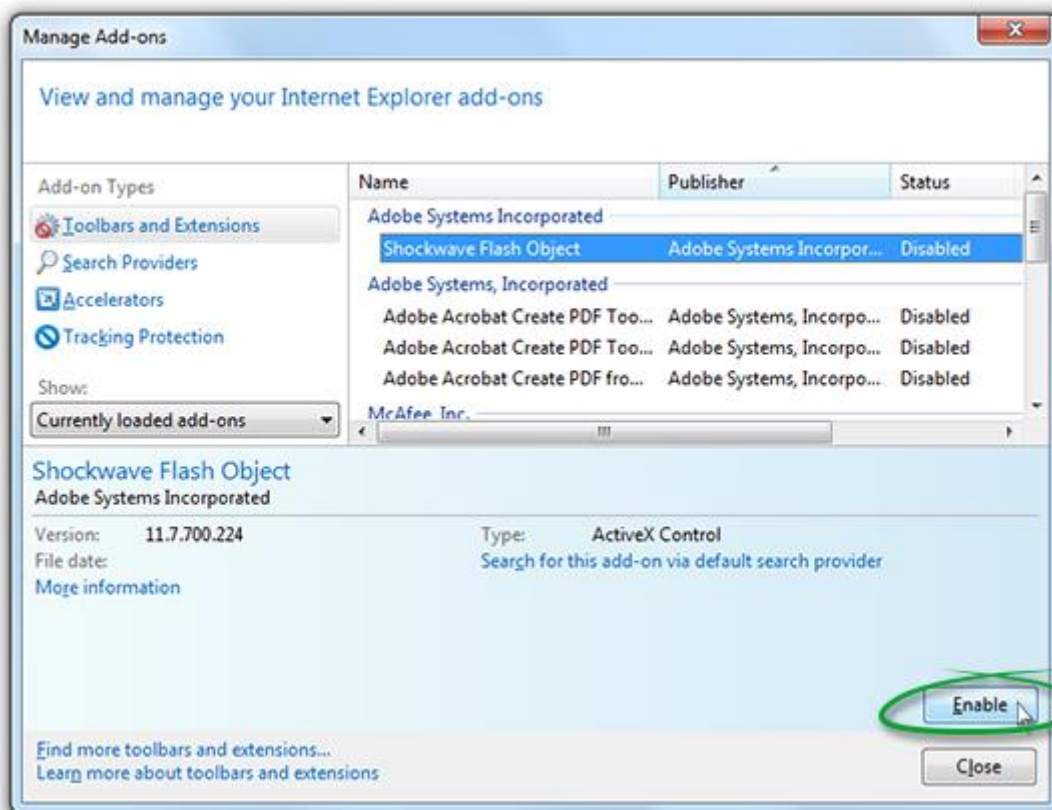 Manage Add-ons
View and manage your Internet Explorer add-ons
Add-on Types
Toolbars and Extensions
Search Providers
Accelerators
Tracking Protection
Show:
Currently loaded add-ons
Name Publisher Status
Adobe Systems Incorporated
Shockwave Flash Object Adobe Systems Incorpor... Disabled
Adobe Systems, Incorporated
Adobe Acrobat Create PDF Too... Adobe Systems, Incorpo... Disabled
Adobe Acrobat Create PDF Too... Adobe Systems, Incorpo... Disabled
Adobe Acrobat Create PDF fro... Adobe Systems, Incorpo... Disabled
McAfee, Inc.
Shockwave Flash Object
Adobe Systems Incorporated
Version: 11.7.700.224 Type: ActiveX Control
File date: Search for this add-on via default search provider
More information
Enable
Find more toolbars and extensions...
Learn more about toolbars and extensions
Close